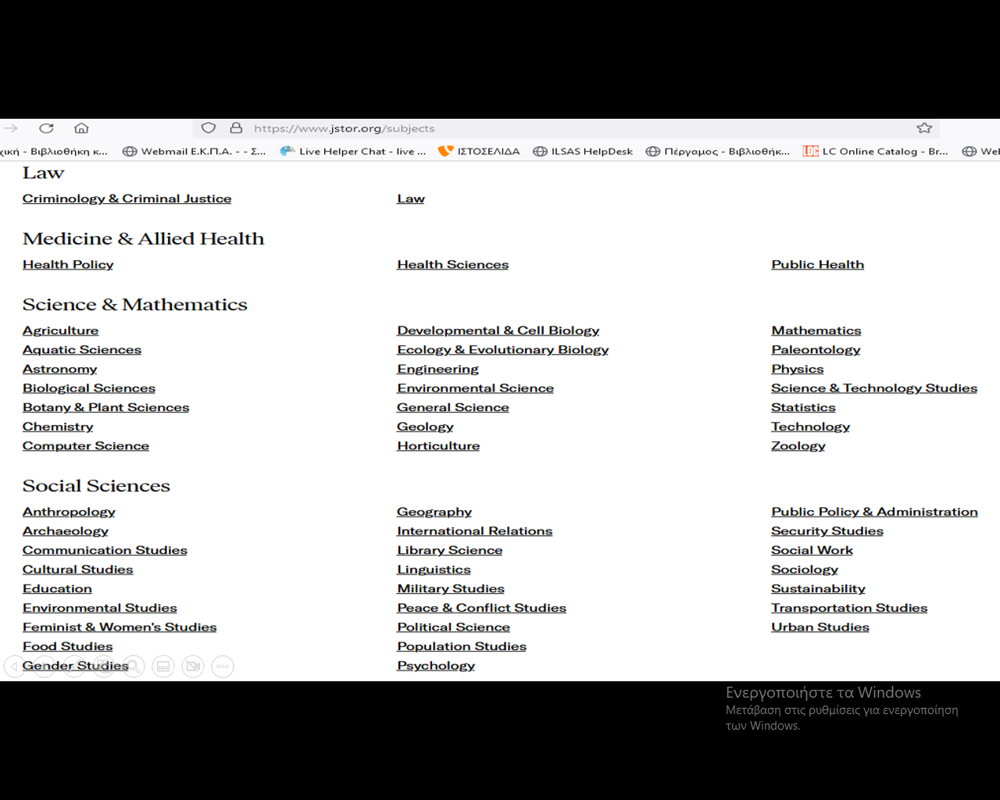 https://www.jstor.org/subjects
χική - Βιβλιοθήκη κ... Webmail Ε.Κ.Π.Α. - - Σ... Live Helper Chat - live ... ΙΣΤΟΣΕΛΙΔΑ ILSAS HelpDesk Πέργαμος - Βιβλιοθήκ... LC Online Catalog - Br... Wel
Law
Criminology & Criminal Justice Law
Medicine & Allied Health
Health Policy Health Sciences Public Health
Science & Mathematics
Agriculture Developmental & Cell Biology Mathematics
Aquatic Sciences Ecology & Evolutionary Biology Paleontology
Astronomy Engineering Physics
Biological Sciences Environmental Science Science & Technology Studies
Botany & Plant Sciences General Science Statistics
Chemistry Geology Technology
Computer Science Horticulture Zoology
Social Sciences
Anthropology Geography Public Policy & Administration
Archaeology International Relations Security Studies
Communication Studies Library Science Social Work
Cultural Studies Linguistics Sociology
Education Military Studies Sustainability
Environmental Studies Peace & Conflict Studies Transportation Studies
Feminist & Women's Studies Political Science Urban Studies
Food Studies Population Studies
Gender Studies Psychology
Ενεργοποιήστε τα Windows
Μετάβαση στις ρυθμίσεις για ενεργοποίηση
των Windows.